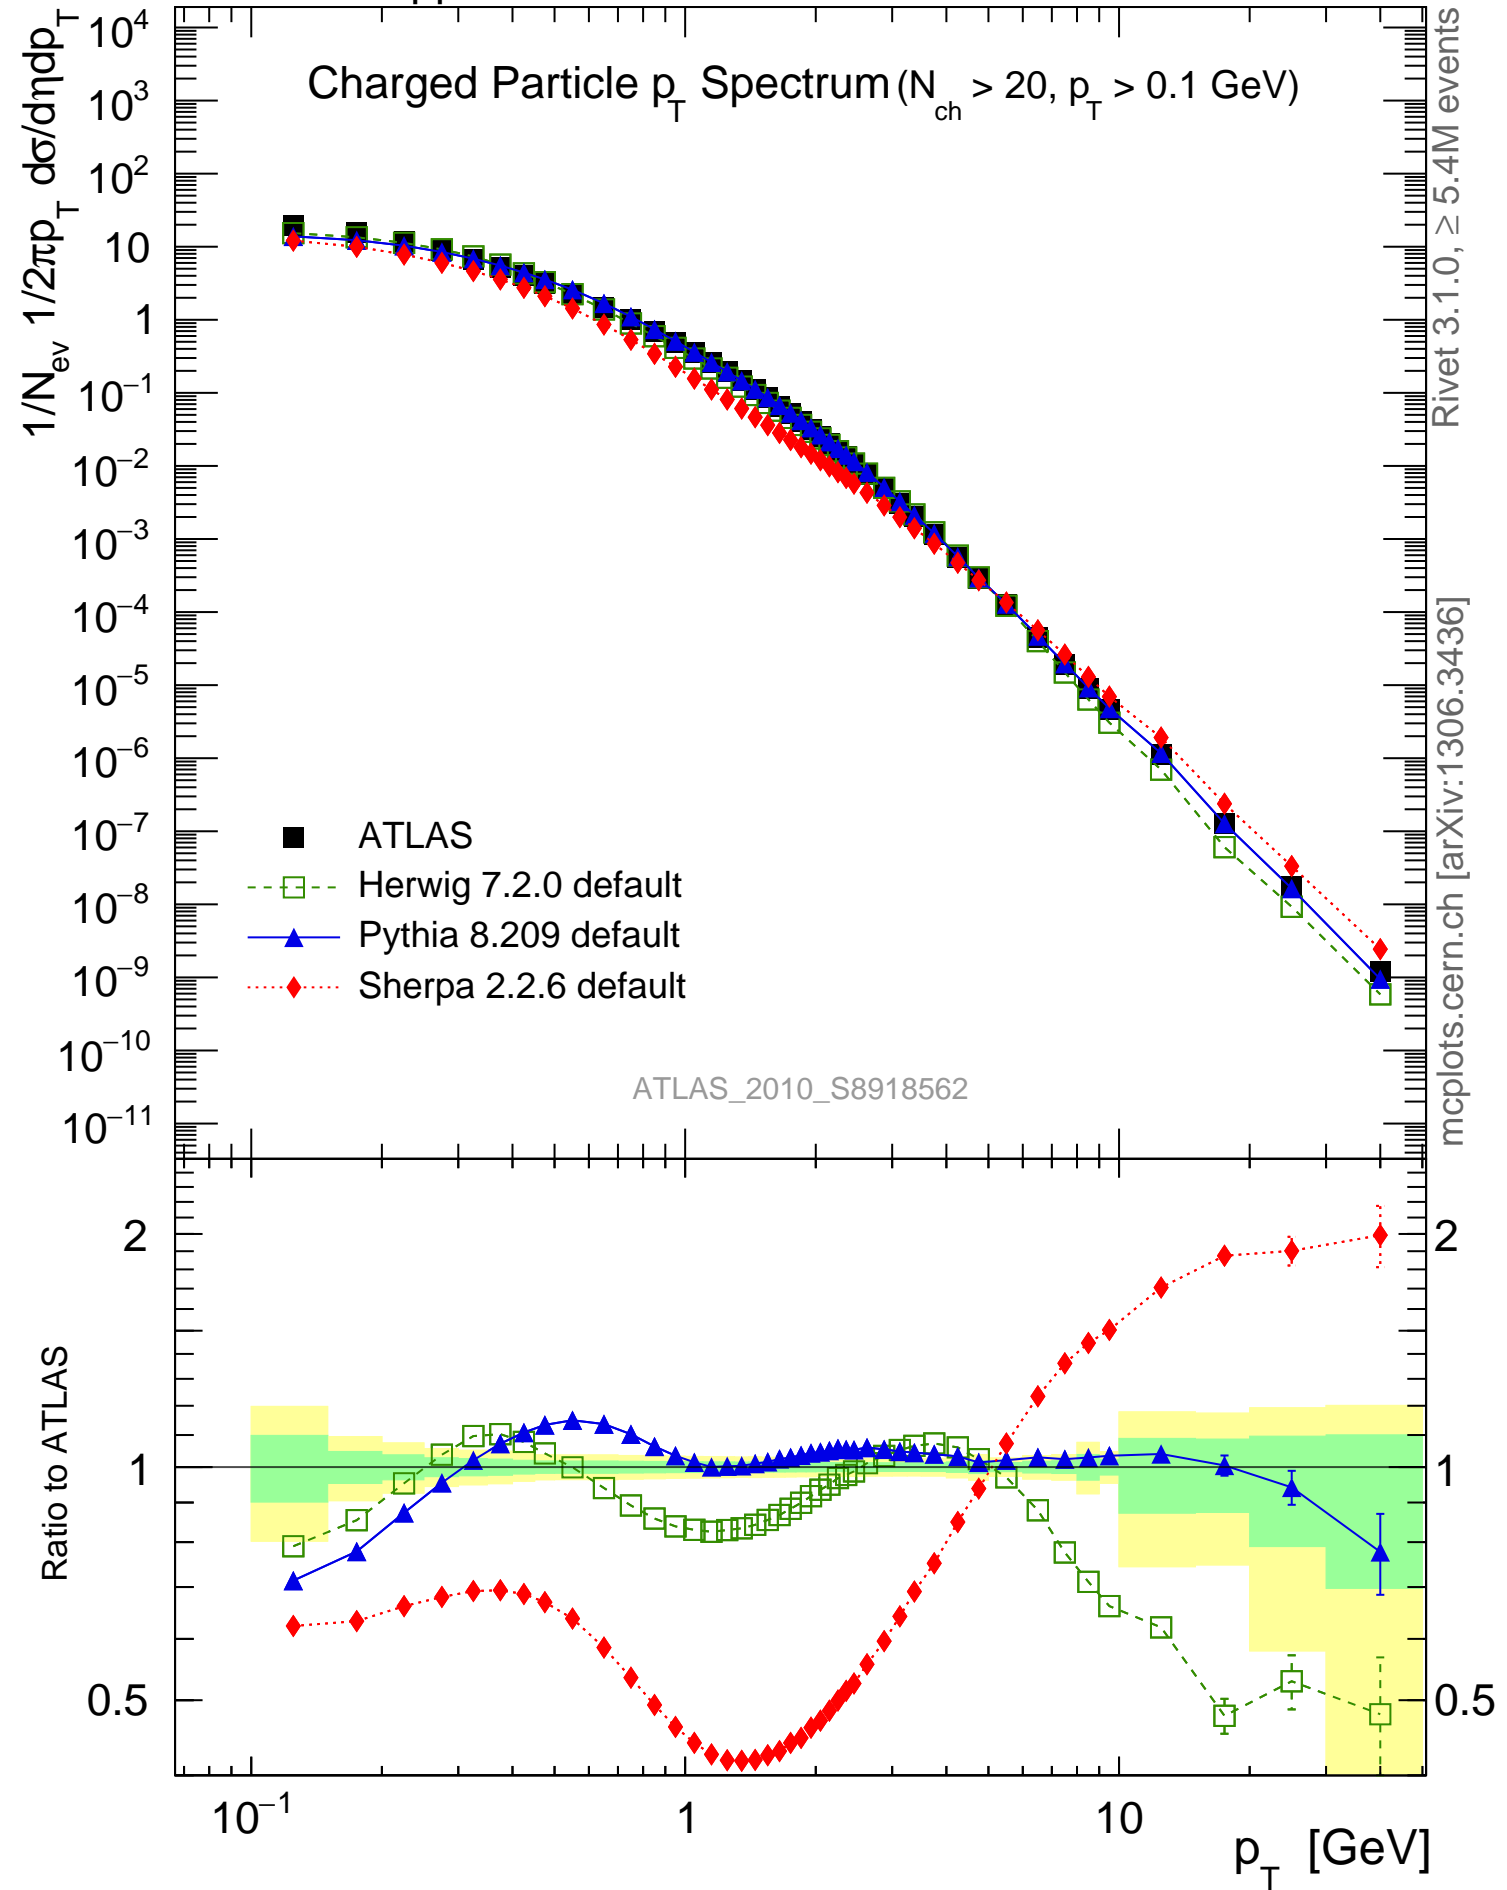 Charged Particle p_T Spectrum (N_ch > 20, p_T > 0.1 GeV)
1/N_ev 1/2πp_T dσ/dηdp_T
10^4
10^3
10^2
10
1
10^−1
10^−2
10^−3
10^−4
10^−5
10^−6
10^−7
10^−8
10^−9
10^−10
10^−11
ATLAS
Herwig 7.2.0 default
Pythia 8.209 default
Sherpa 2.2.6 default
ATLAS_2010_S8918562
Rivet 3.1.0, ≥ 5.4M events
mcplots.cern.ch [arXiv:1306.3436]
Ratio to ATLAS
2
1
0.5
2
1
0.5
10^−1
1
10
p_T [GeV]